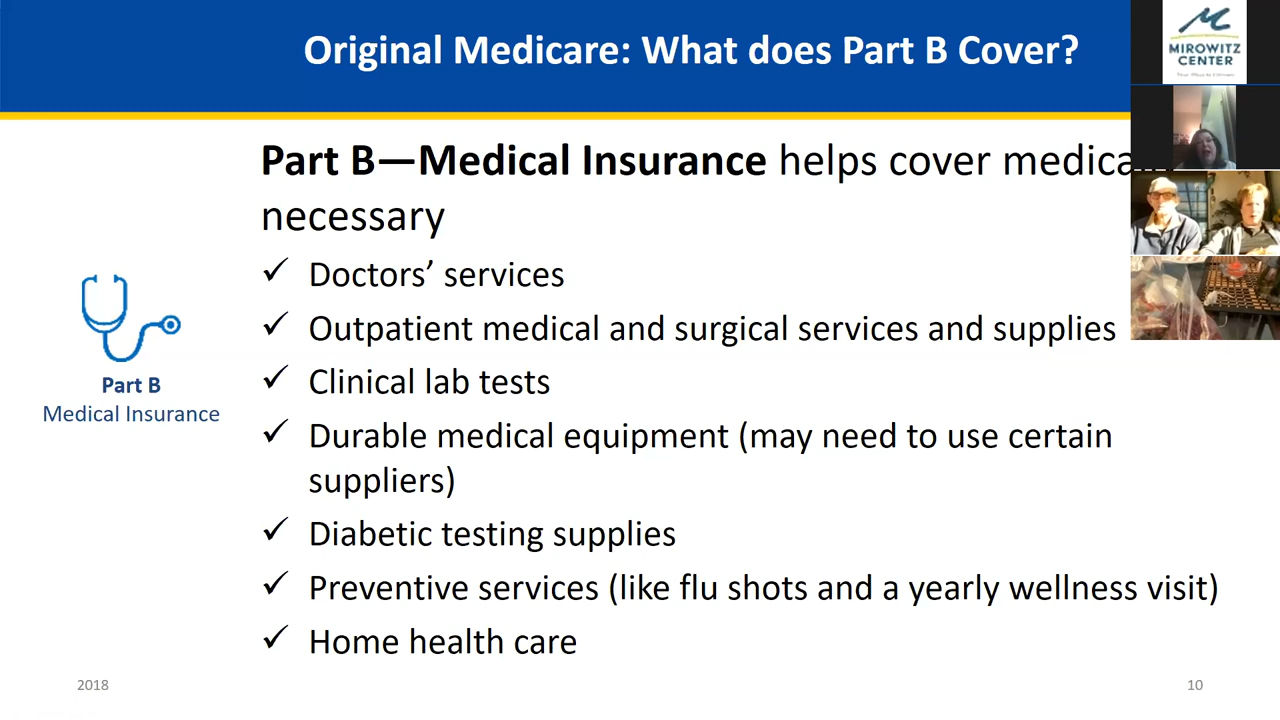 Original Medicare: What does Part B Cover?
MIROWITZ
CENTER
Part B—Medical Insurance helps cover
necessary
✓ Doctors’ services
✓ Outpatient medical and surgical services and supplies
✓ Clinical lab tests
✓ Durable medical equipment (may need to use certain
suppliers)
✓ Diabetic testing supplies
✓ Preventive services (like flu shots and a yearly wellness visit)
✓ Home health care
Part B
Medical Insurance
2018
10